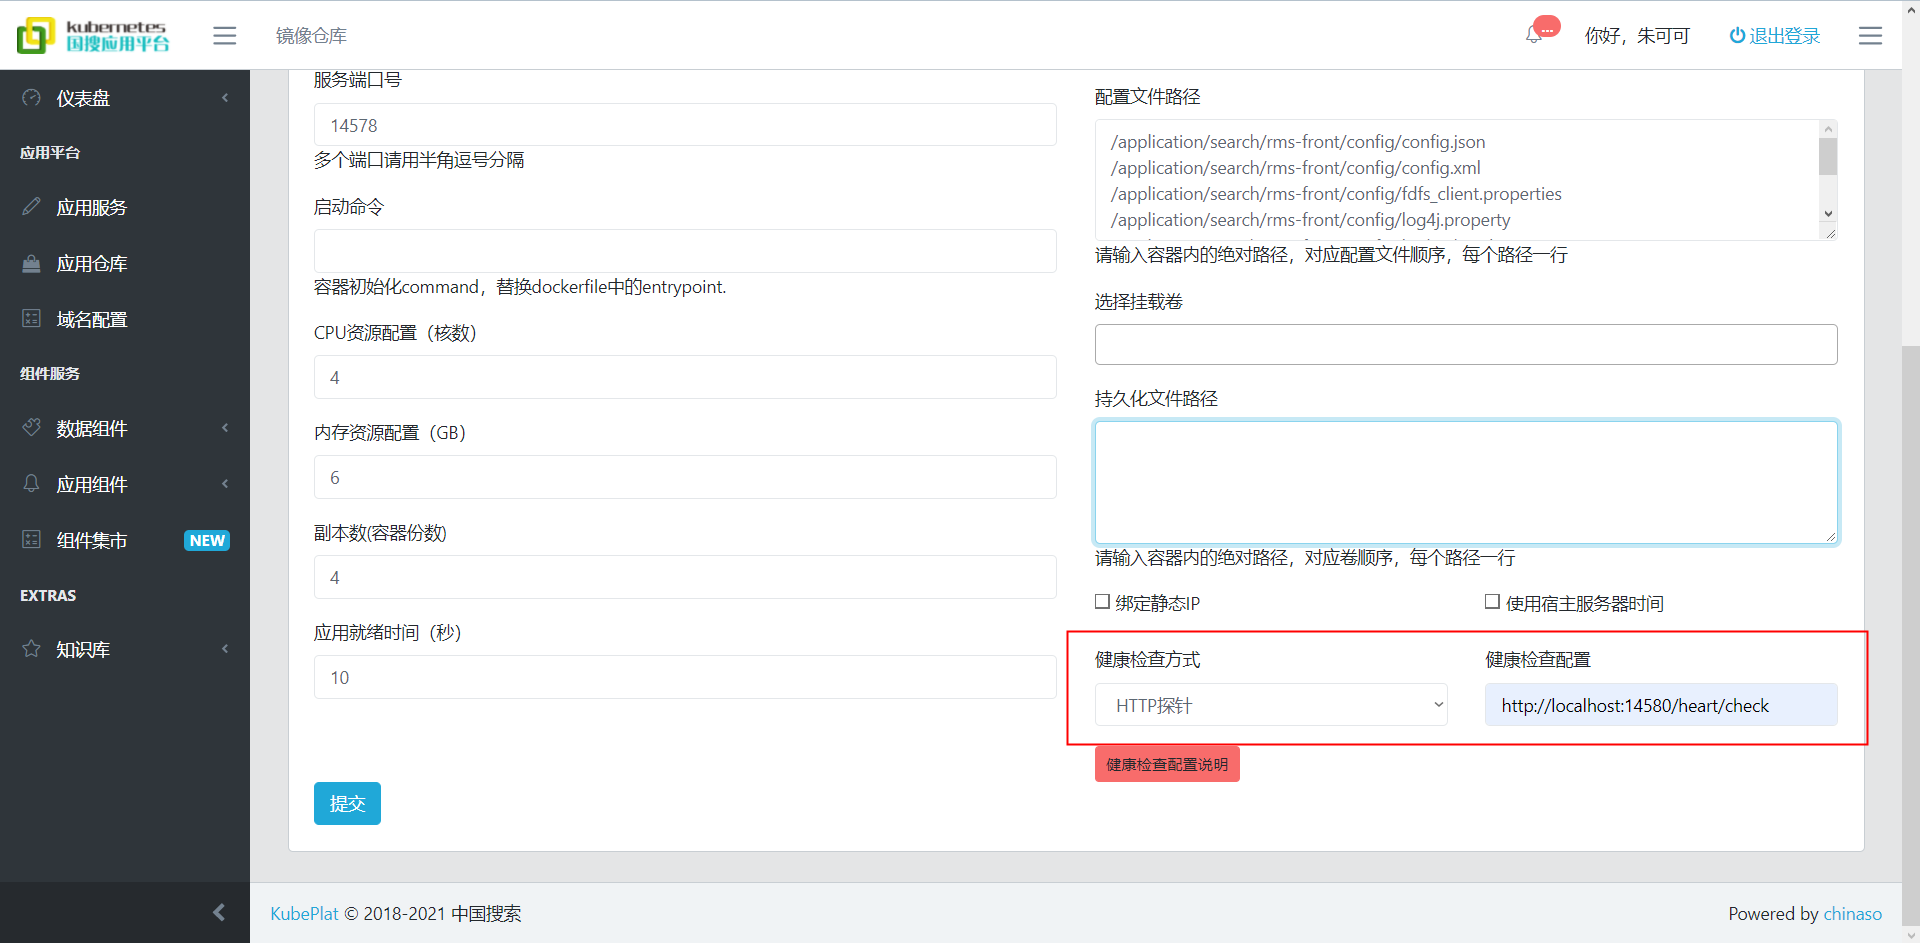 kubernetes
国搜应用平台
镜像仓库
...
你好，朱可可
退出登录
仪表盘
应用平台
应用服务
应用仓库
域名配置
组件服务
数据组件
应用组件
组件集市
NEW
EXTRAS
知识库
服务端口号
14578
多个端口请用半角逗号分隔
启动命令
容器初始化command，替换dockerfile中的entrypoint.
CPU资源配置（核数）
4
内存资源配置（GB）
6
副本数(容器份数)
4
应用就绪时间（秒）
10
提交
配置文件路径
/application/search/rms-front/config/config.json
/application/search/rms-front/config/config.xml
/application/search/rms-front/config/fdfs_client.properties
/application/search/rms-front/config/log4j.property
请输入容器内的绝对路径，对应配置文件顺序，每个路径一行
选择挂载卷
持久化文件路径
请输入容器内的绝对路径，对应卷顺序，每个路径一行
绑定静态IP
使用宿主服务器时间
健康检查方式
健康检查配置
HTTP探针
http://localhost:14580/heart/check
健康检查配置说明
KubePlat © 2018-2021 中国搜索
Powered by chinaso